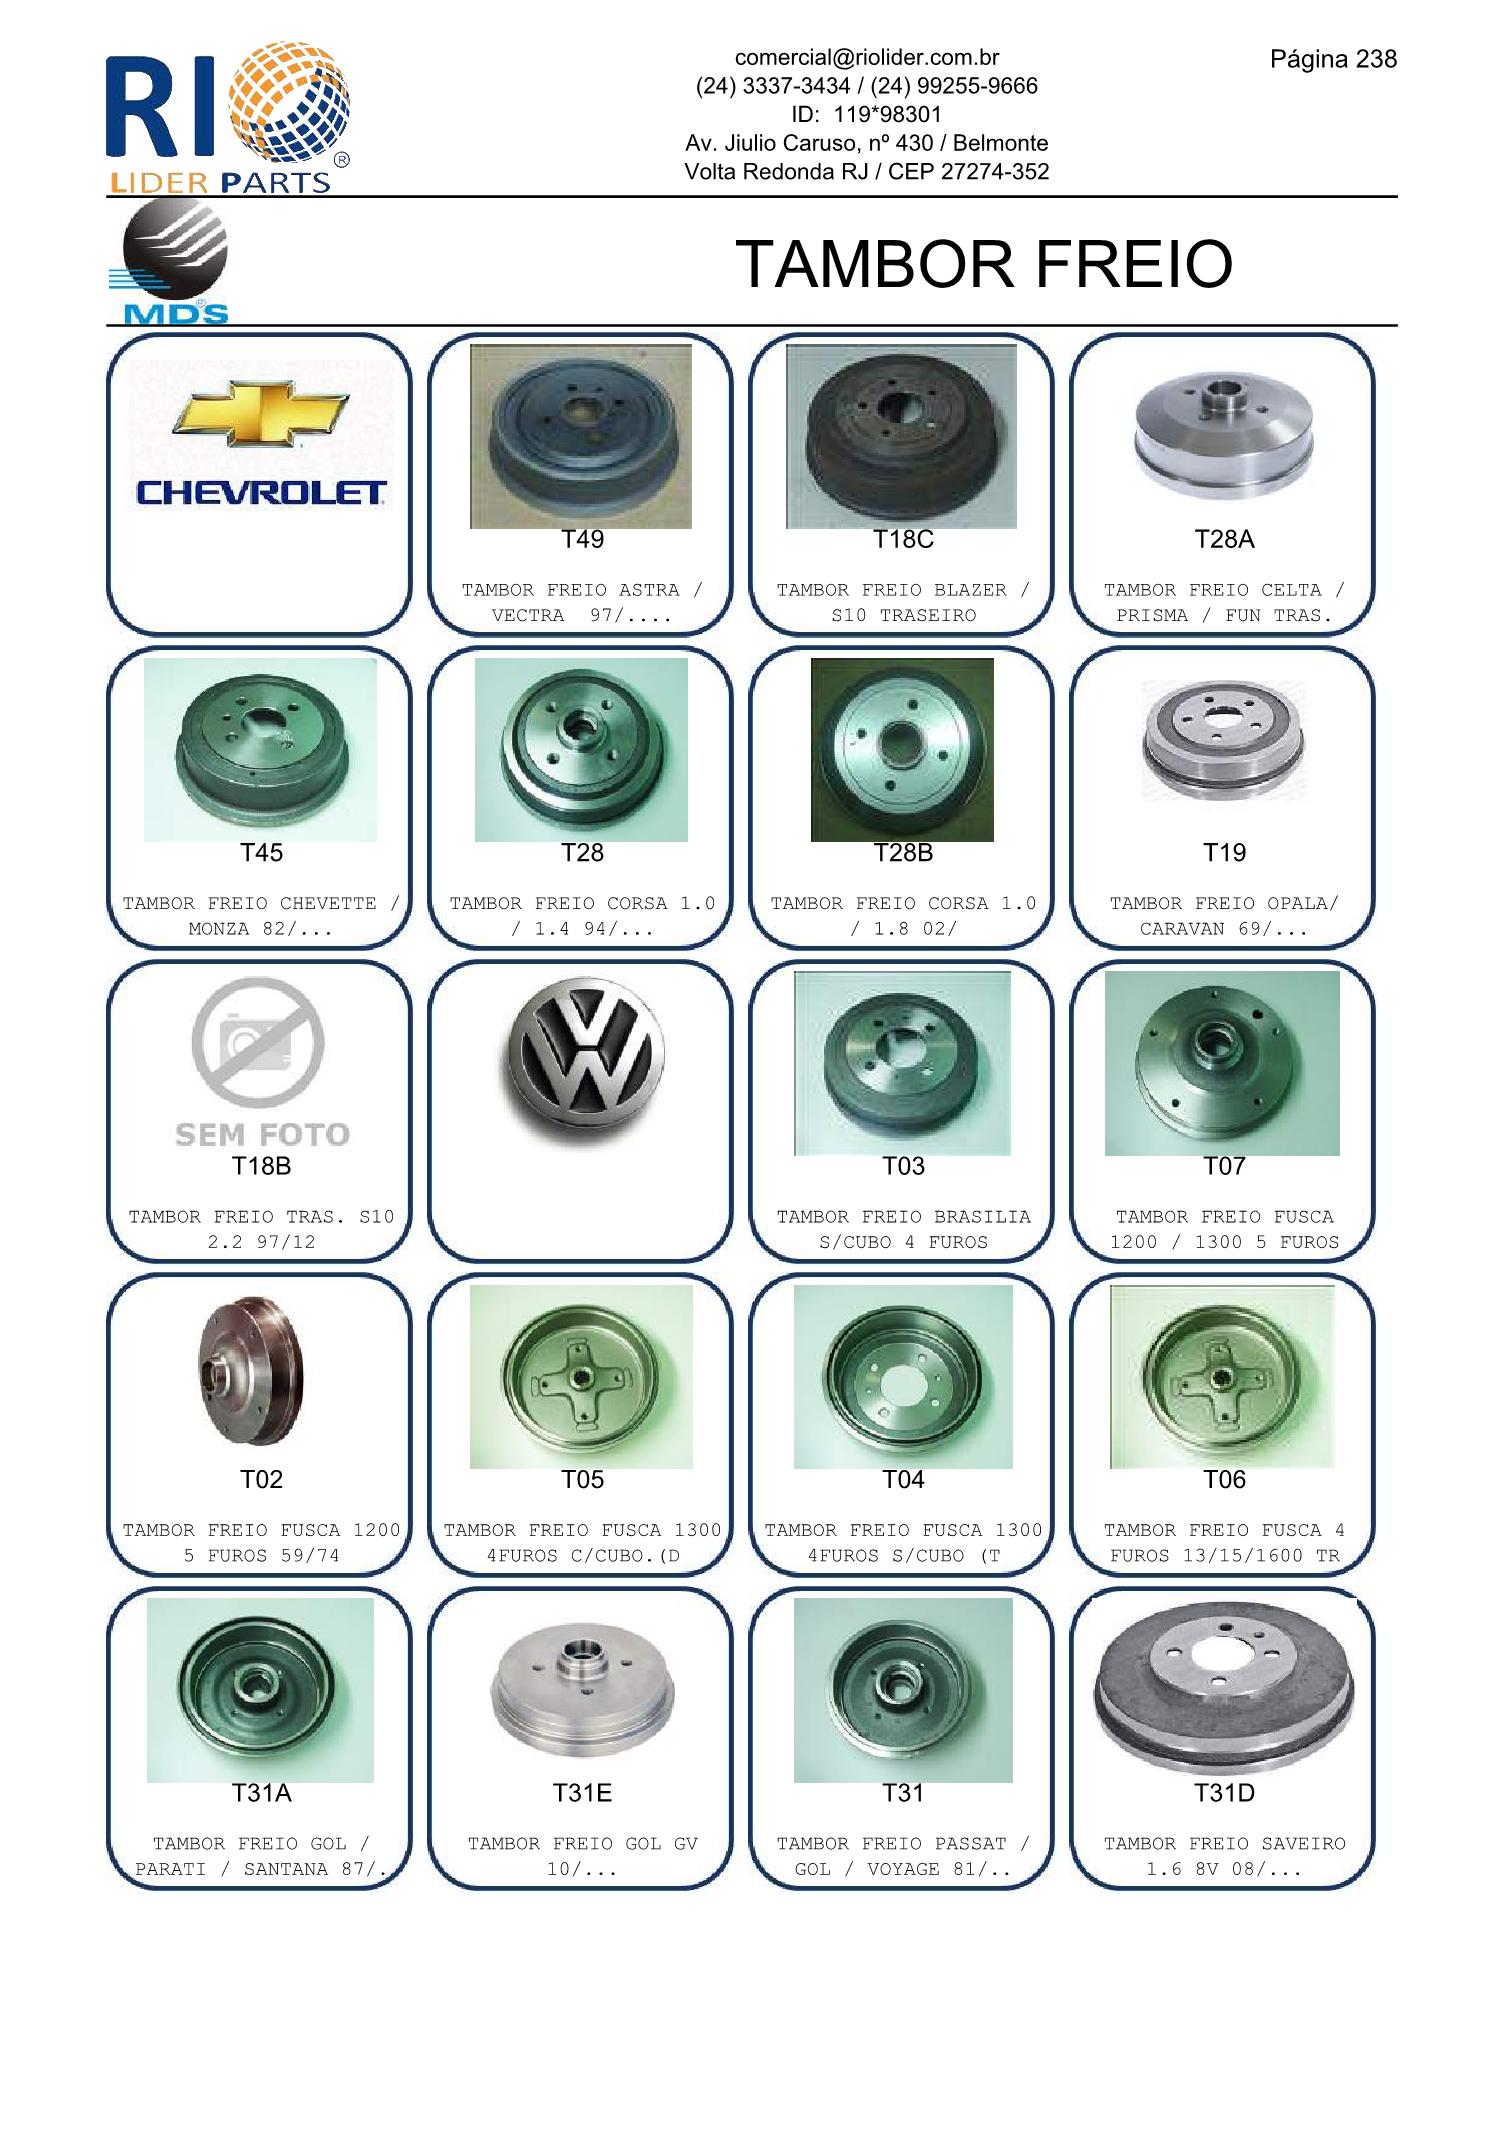 RIO
®
LIDER PARTS
comercial@riolider.com.br
(24) 3337-3434 / (24) 99255-9666
ID:  119*98301
Av. Jiulio Caruso, nº 430 / Belmonte
Volta Redonda RJ / CEP 27274-352
Página 238
MDS
®
TAMBOR FREIO
CHEVROLET
T49
TAMBOR FREIO ASTRA /
VECTRA  97/....
T18C
TAMBOR FREIO BLAZER /
S10 TRASEIRO
T28A
TAMBOR FREIO CELTA /
PRISMA / FUN TRAS.
T45
TAMBOR FREIO CHEVETTE /
MONZA 82/...
T28
TAMBOR FREIO CORSA 1.0
/ 1.4 94/...
T28B
TAMBOR FREIO CORSA 1.0
/ 1.8 02/
T19
TAMBOR FREIO OPALA/
CARAVAN 69/...
SEM FOTO
T18B
TAMBOR FREIO TRAS. S10
2.2 97/12
VW
T03
TAMBOR FREIO BRASILIA
S/CUBO 4 FUROS
T07
TAMBOR FREIO FUSCA
1200 / 1300 5 FUROS
T02
TAMBOR FREIO FUSCA 1200
5 FUROS 59/74
T05
TAMBOR FREIO FUSCA 1300
4FUROS C/CUBO.(D
T04
TAMBOR FREIO FUSCA 1300
4FUROS S/CUBO (T
T06
TAMBOR FREIO FUSCA 4
FUROS 13/15/1600 TR
T31A
TAMBOR FREIO GOL /
PARATI / SANTANA 87/..
T31E
TAMBOR FREIO GOL GV
10/...
T31
TAMBOR FREIO PASSAT /
GOL / VOYAGE 81/..
T31D
TAMBOR FREIO SAVEIRO
1.6 8V 08/...